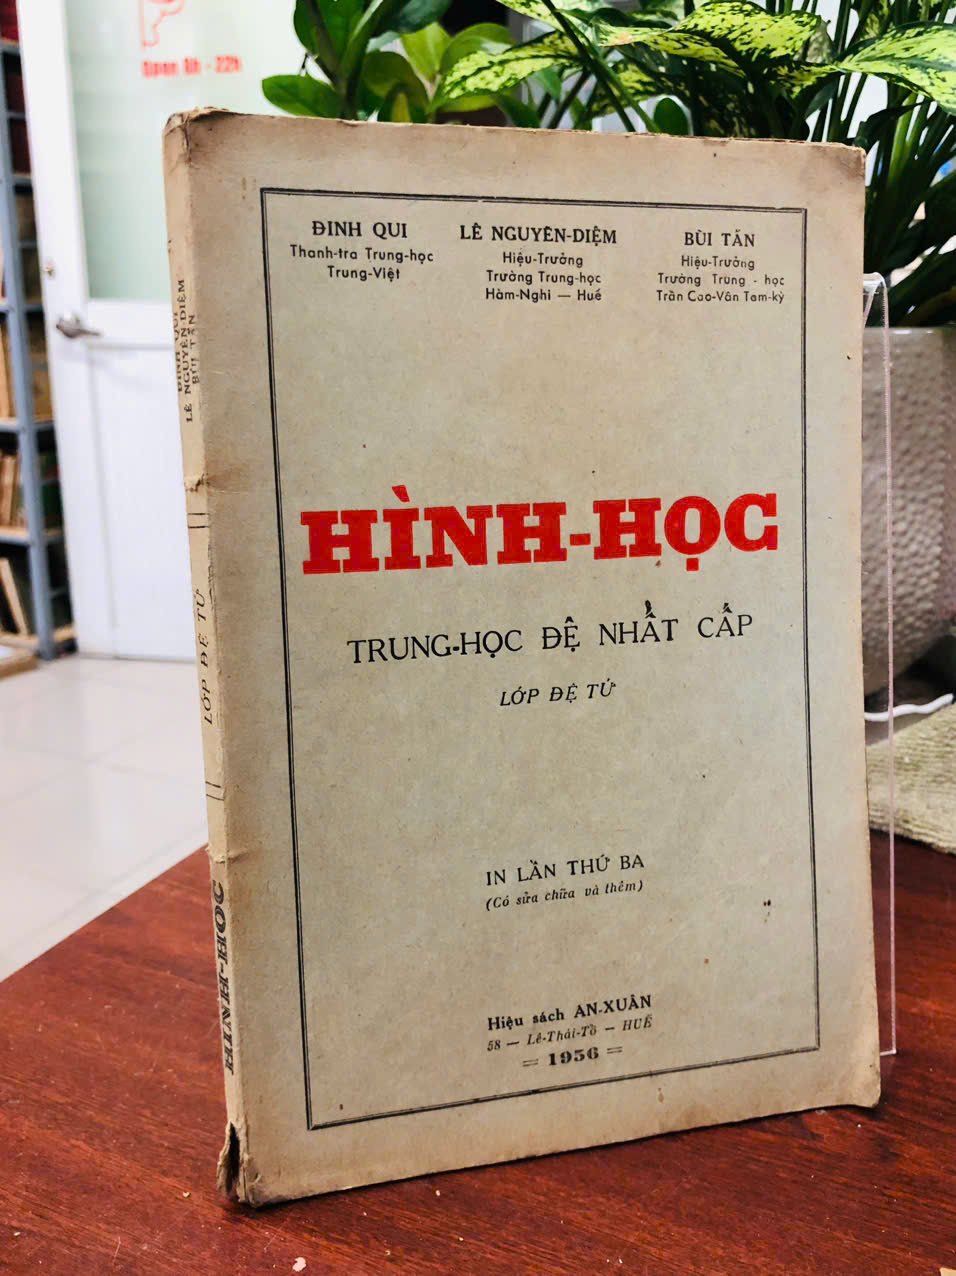 Open 8h - 22h
ĐINH QUI
Thanh-tra Trung-học
Trung-Việt
LÊ NGUYÊN-DIỆM
Hiệu-Trưởng
Trường Trung-học
Hàm-Nghi — Huế
BÙI TẤN
Hiệu-Trưởng
Trường Trung - học
Trần Cao-Vân Tam-kỳ
HÌNH-HỌC
TRUNG-HỌC ĐỆ NHẤT CẤP
LỚP ĐỆ TỨ
IN LẦN THỨ BA
(Có sửa chữa và thêm)
Hiệu sách AN-XUÂN
58 — Lê-Thái-Tổ — HUẾ
= 1956 =
ĐINH QUI
LÊ NGUYÊN-DIỆM
BÙI TẤN
LỚP ĐỆ TỨ
HÌNH-HỌC